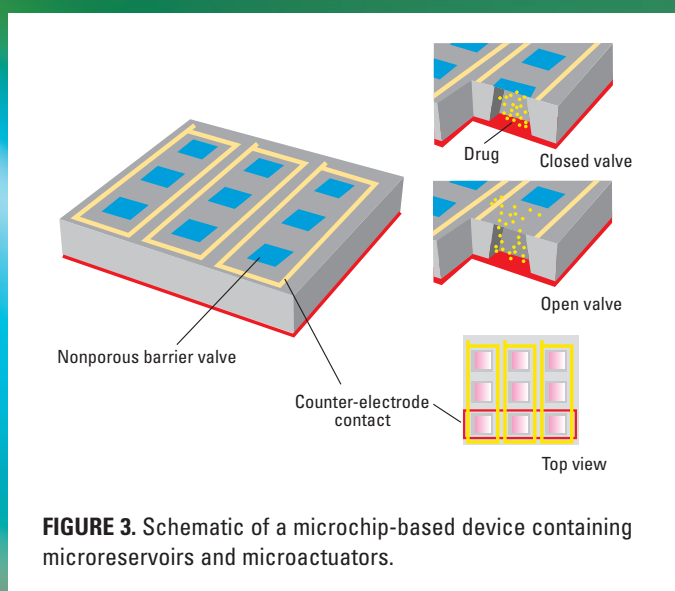 Drug
Closed valve
Open valve
Nonporous barrier valve
Counter-electrode
contact
Top view
FIGURE 3. Schematic of a microchip-based device containing
microreservoirs and microactuators.